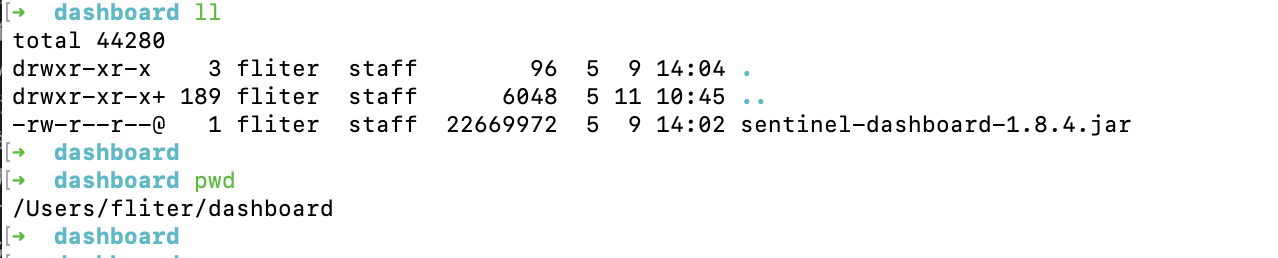 [➜  dashboard ll
total 44280
drwxr-xr-x    3 fliter  staff        96  5  9 14:04 .
drwxr-xr-x+ 189 fliter  staff      6048  5 11 10:45 ..
-rw-r--r--@   1 fliter  staff  22669972  5  9 14:02 sentinel-dashboard-1.8.4.jar
[➜  dashboard
[➜  dashboard pwd
/Users/fliter/dashboard
[➜  dashboard